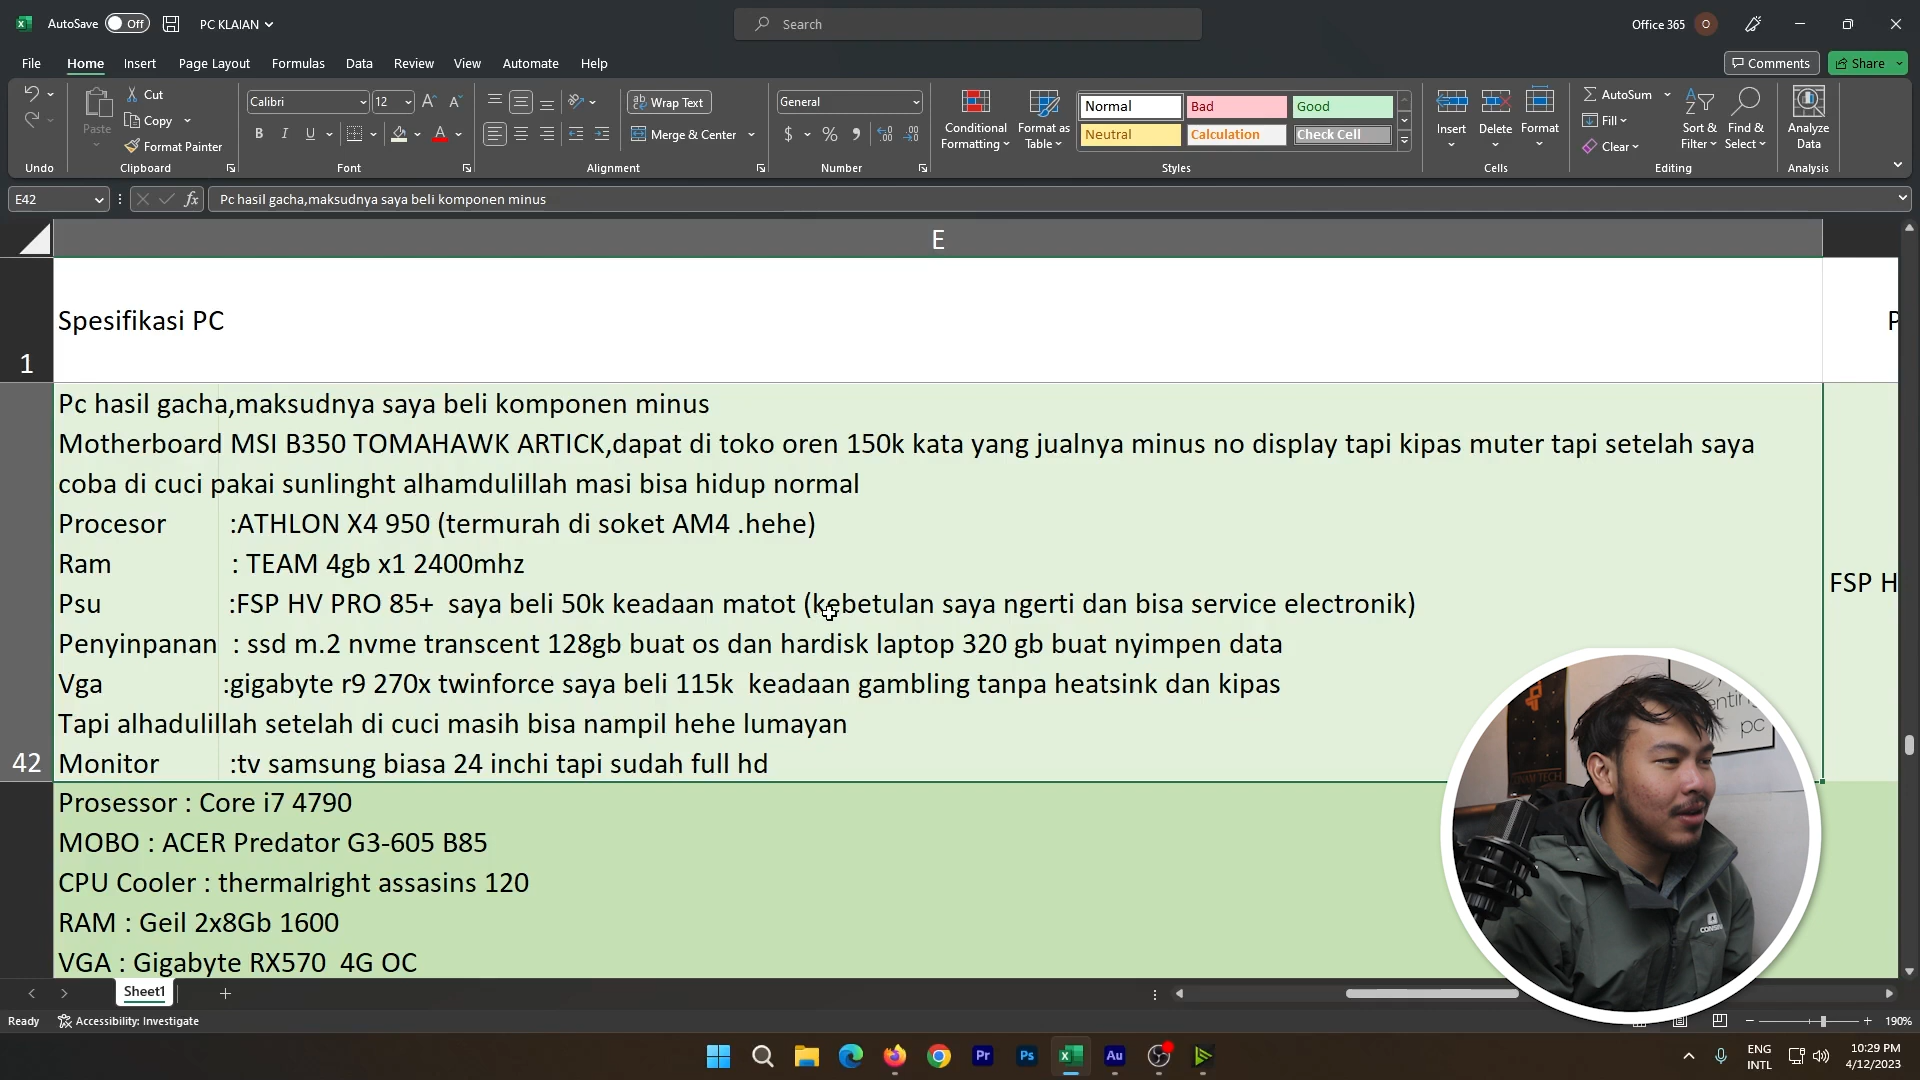 AutoSave
Off
PC KLAIAN
Search
Office 365
O
File
Home
Insert
Page Layout
Formulas
Data
Review
View
Automate
Help
Comments
Share
Paste
Cut
Copy
Format Painter
Undo
Clipboard
Calibri
12
A
A
B
I
U
A
Font
Wrap Text
Merge & Center
Alignment
General
$
%
Number
Conditional
Formatting
Format as
Table
Normal
Bad
Good
Neutral
Calculation
Check Cell
Styles
Insert
Delete
Format
Cells
AutoSum
Fill
Clear
Sort &
Filter
Find &
Select
Editing
Analyze
Data
Analysis
E42
fx
Pc hasil gacha,maksudnya saya beli komponen minus
E
1
Spesifikasi PC
P
42
Pc hasil gacha,maksudnya saya beli komponen minus
Motherboard MSI B350 TOMAHAWK ARTICK,dapat di toko oren 150k kata yang jualnya minus no display tapi kipas muter tapi setelah saya
coba di cuci pakai sunlinght alhamdulillah masi bisa hidup normal
Procesor :ATHLON X4 950 (termurah di soket AM4 .hehe)
Ram : TEAM 4gb x1 2400mhz
Psu :FSP HV PRO 85+ saya beli 50k keadaan matot (kebetulan saya ngerti dan bisa service electronik)
Penyinpanan : ssd m.2 nvme transcent 128gb buat os dan hardisk laptop 320 gb buat nyimpen data
Vga :gigabyte r9 270x twinforce saya beli 115k keadaan gambling tanpa heatsink dan kipas
Tapi alhadulillah setelah di cuci masih bisa nampil hehe lumayan
Monitor :tv samsung biasa 24 inchi tapi sudah full hd
FSP H
Prosessor : Core i7 4790
MOBO : ACER Predator G3-605 B85
CPU Cooler : thermalright assasins 120
RAM : Geil 2x8Gb 1600
VGA : Gigabyte RX570 4G OC
pc
Sheet1
Ready
Accessibility: Investigate
190%
Pr
Ps
Au
ENG
INTL
10:29 PM
4/12/2023